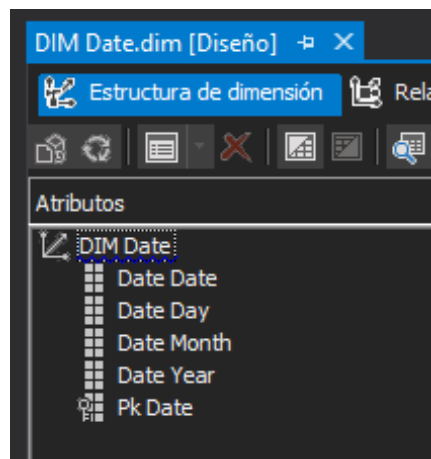 DIM Date.dim [Diseño]
Estructura de dimensión Rela
Atributos
DIM Date
Date Date
Date Day
Date Month
Date Year
Pk Date